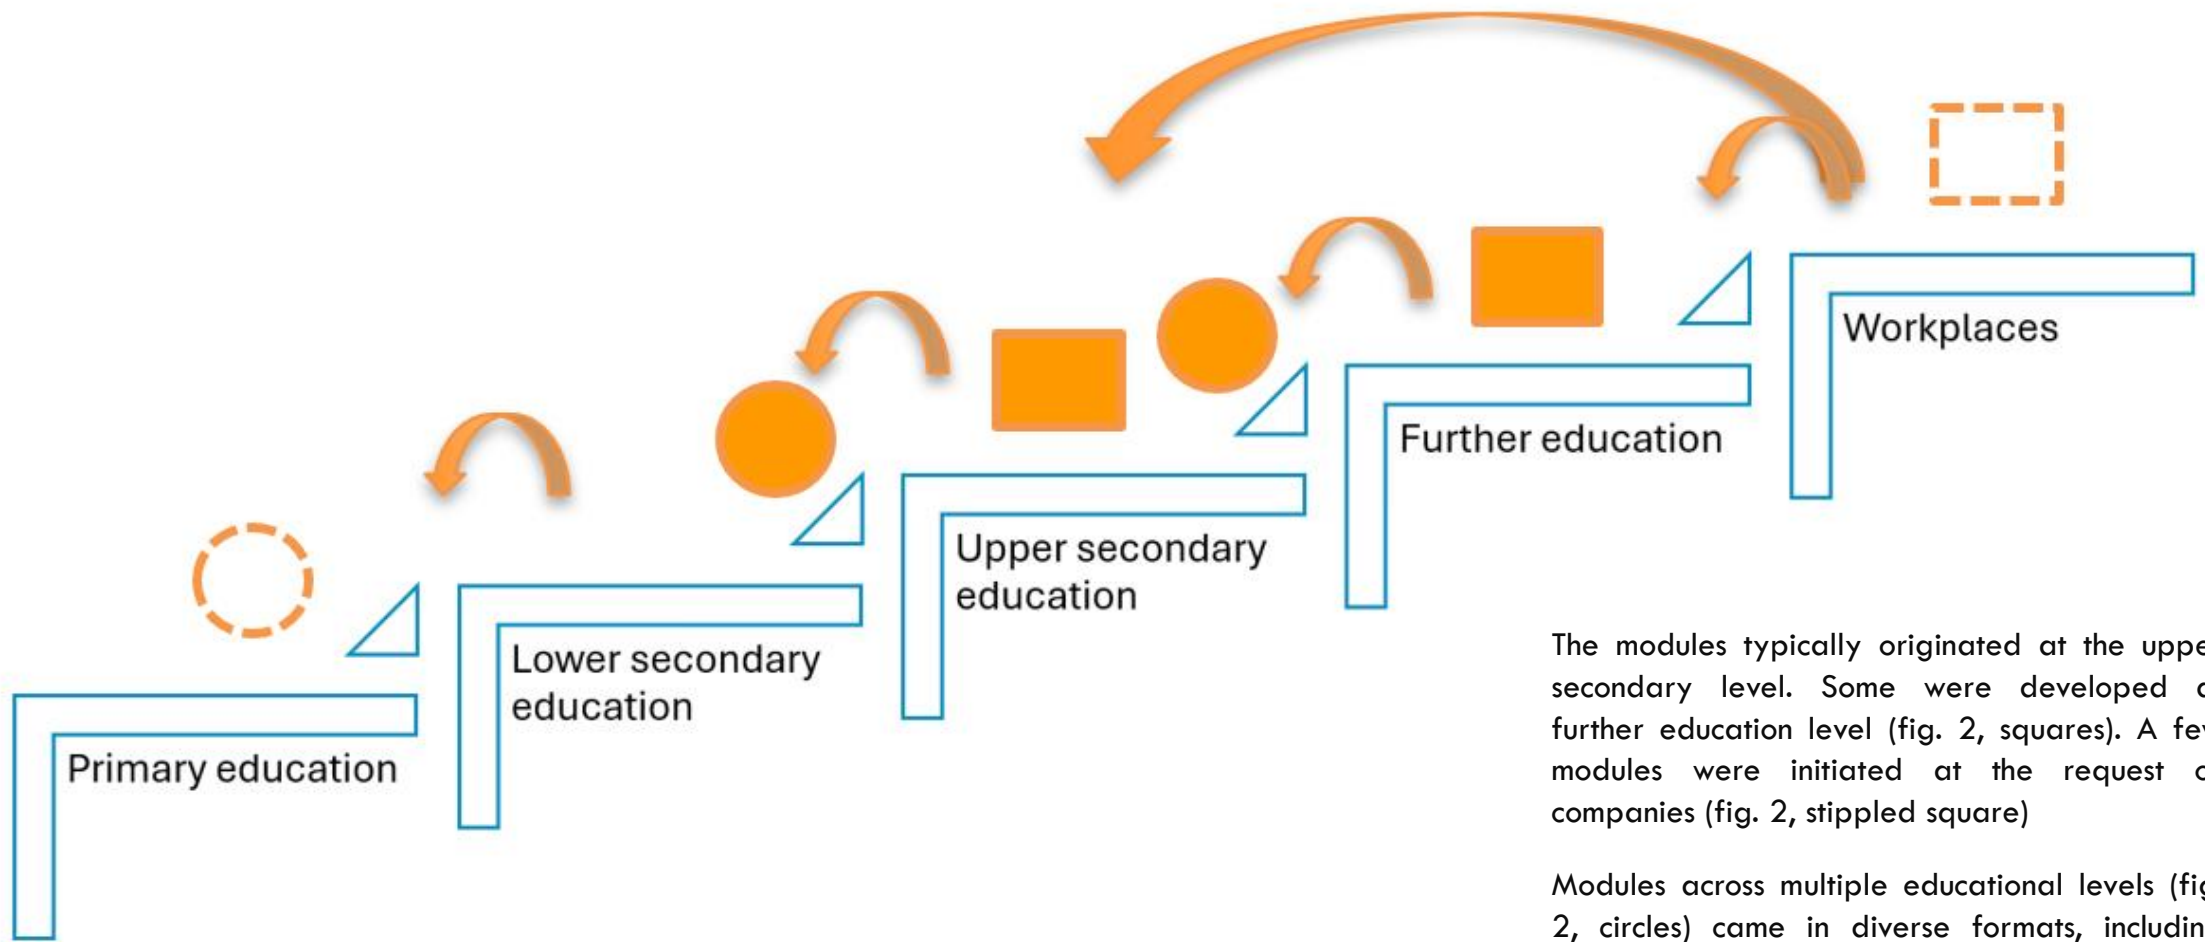 Workplaces
Further education
Upper secondary
education
Lower secondary
education
Primary education
The modules typically originated at the uppe
secondary level. Some were developed
further education level (fig. 2, squares). A fe
modules were initiated at the request
companies (fig. 2, stippled square)
Modules across multiple educational levels (fig
2, circles) came in diverse formats, includin